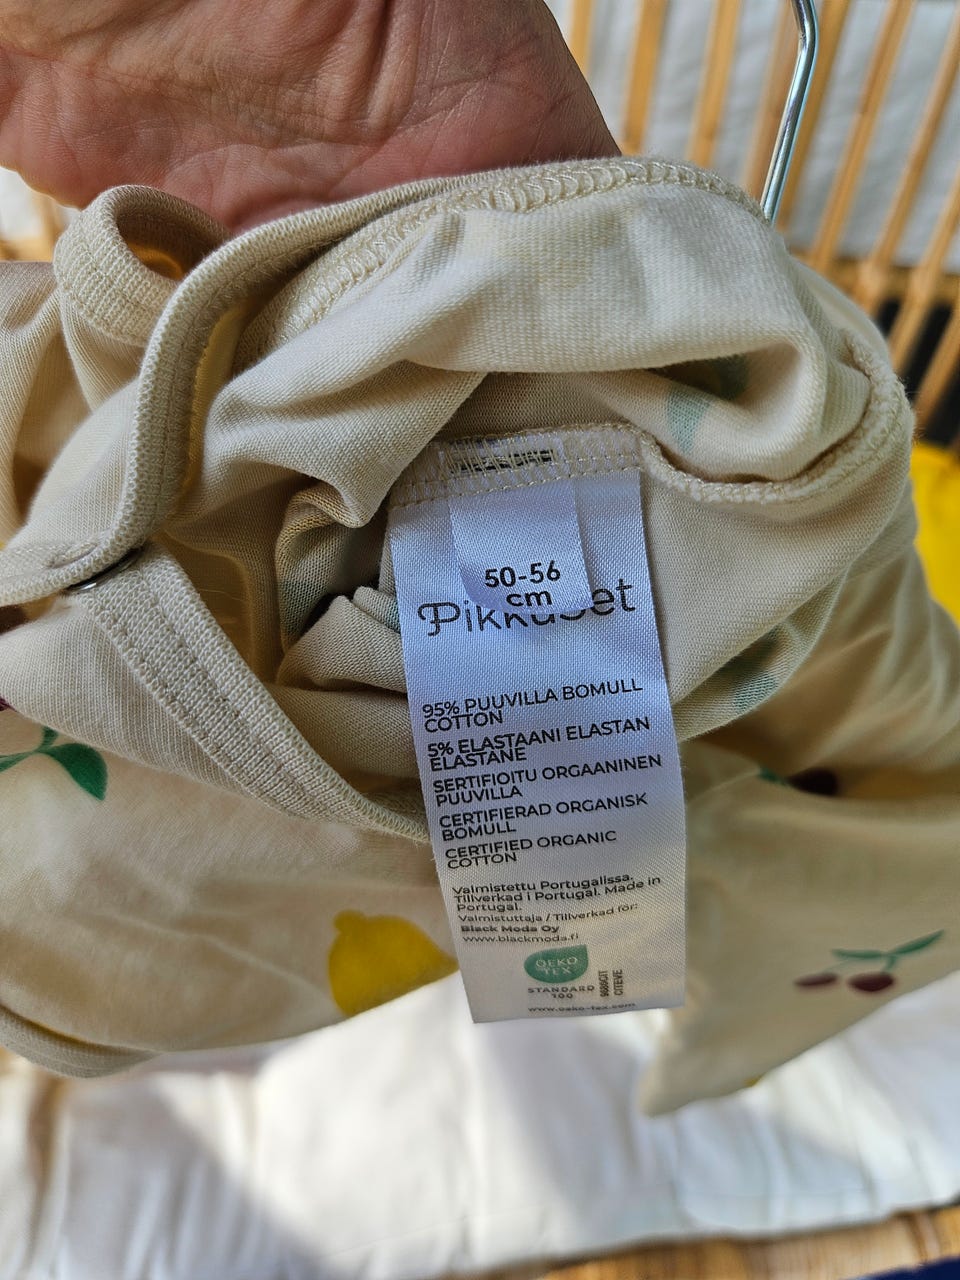 50-56
cm
95% PUUVILLA BOMULL
COTTON
5% ELASTAANI ELASTAN
ELASTANE
SERTIFIOITU ORGAANINEN
PUUVILLA
CERTIFIERAD ORGANISK
BOMULL
CERTIFIED ORGANIC
COTTON
Valmistettu Portugalissa.
Tillverkad i Portugal. Made in
Portugal.
Valmistuttaja / Tillverkad för:
Black Moda Oy
www.blackmoda.fi
OEKO
TEX
STANDARD
100
CITEVE
www.oeko-tex.com